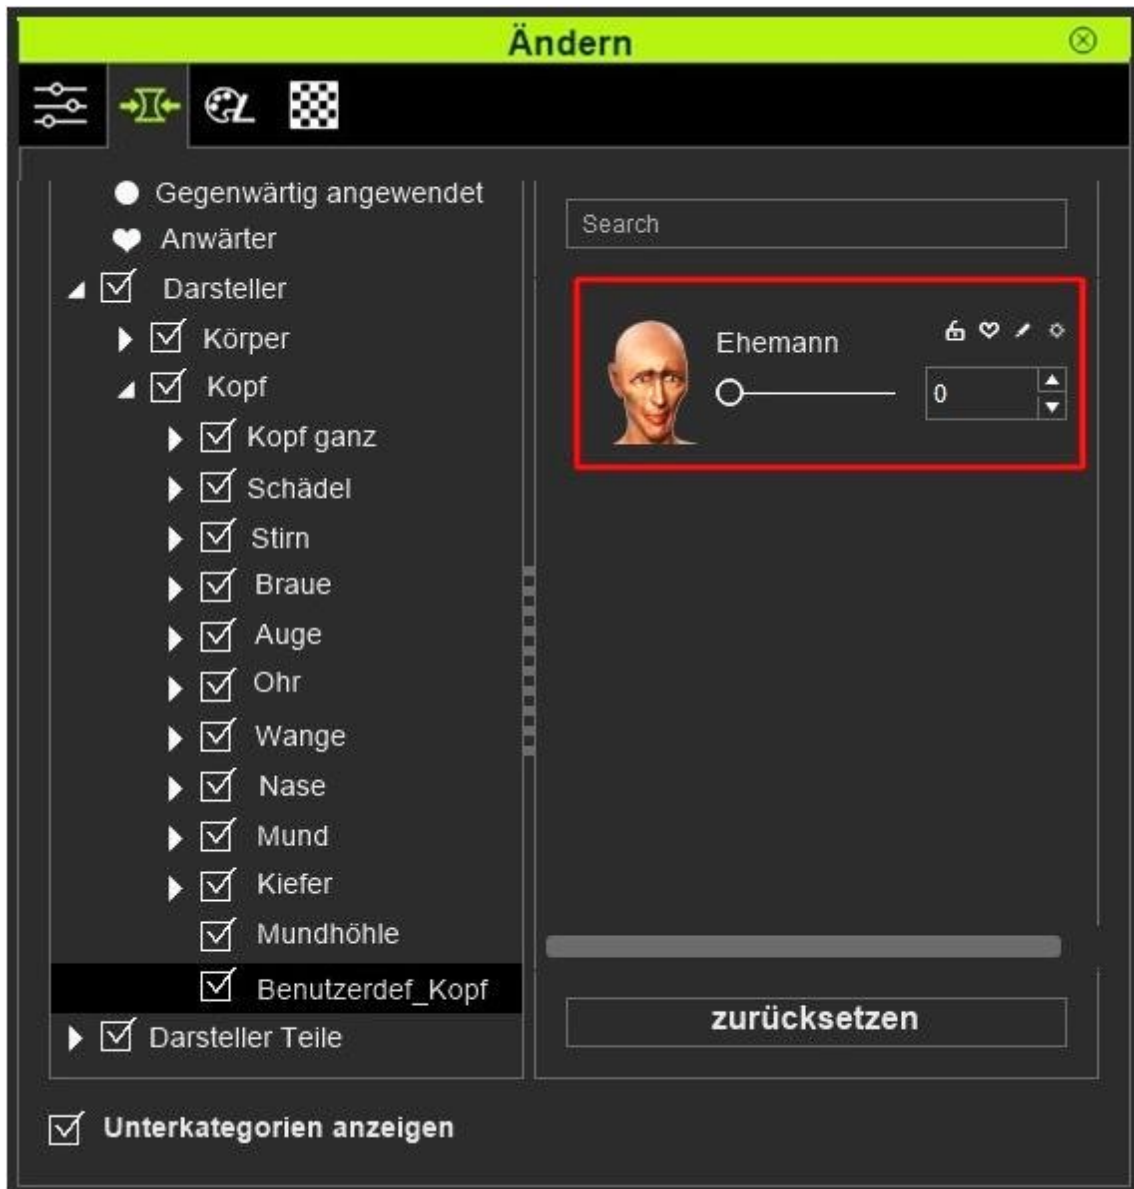 Ändern
Gegenwärtig angewendet
Anwärter
Darsteller
Körper
Kopf
Kopf ganz
Schädel
Stirn
Braue
Auge
Ohr
Wange
Nase
Mund
Kiefer
Mundhöhle
Benutzerdef_Kopf
Darsteller Teile
Search
Ehemann
0
zurücksetzen
Unterkategorien anzeigen